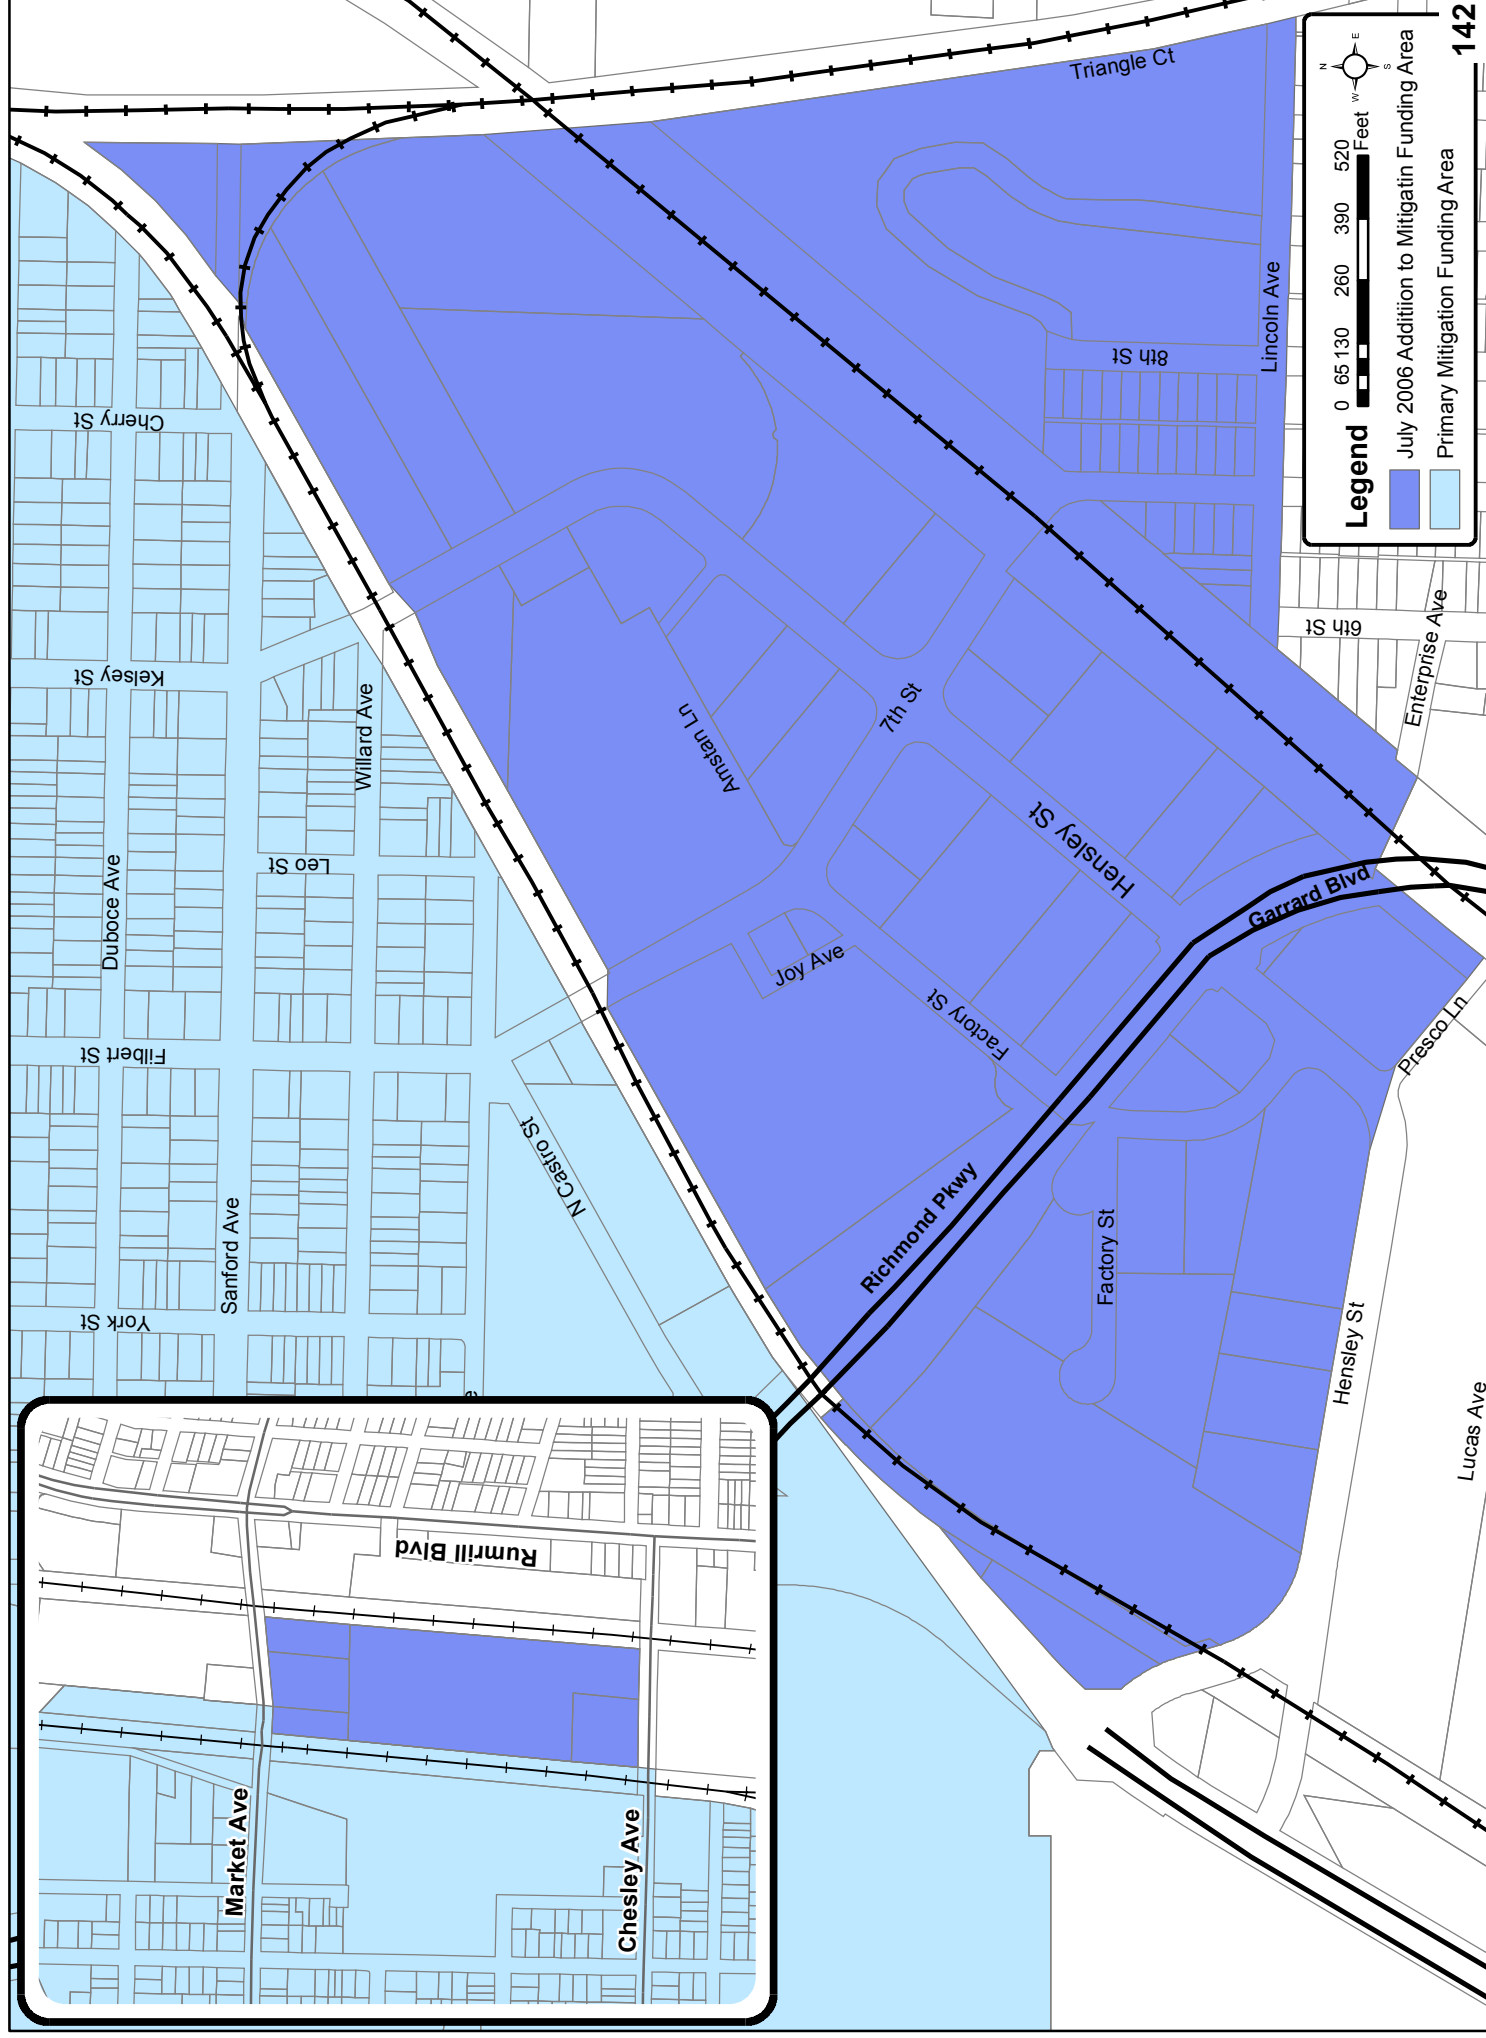 Cherry St
Kelsey St
Leo St
Filbert St
York St
Duboce Ave
Sanford Ave
Willard Ave
N Castro St
Triangle Ct
Lincoln Ave
8th St
6th St
Enterprise Ave
7th St
Amstan Ln
Hensley St
Joy Ave
Factory St
Garrard Blvd
Richmond Pkwy
Presco Ln
Factory St
Hensley St
Lucas Ave
e
Rumrill Blvd
Market Ave
Chesley Ave
Legend
0 65 130 260 390 520
Feet
N
E
S
W
July 2006 Additiion to Mitigatin Funding Area
Primary Mitigation Funding Area
142